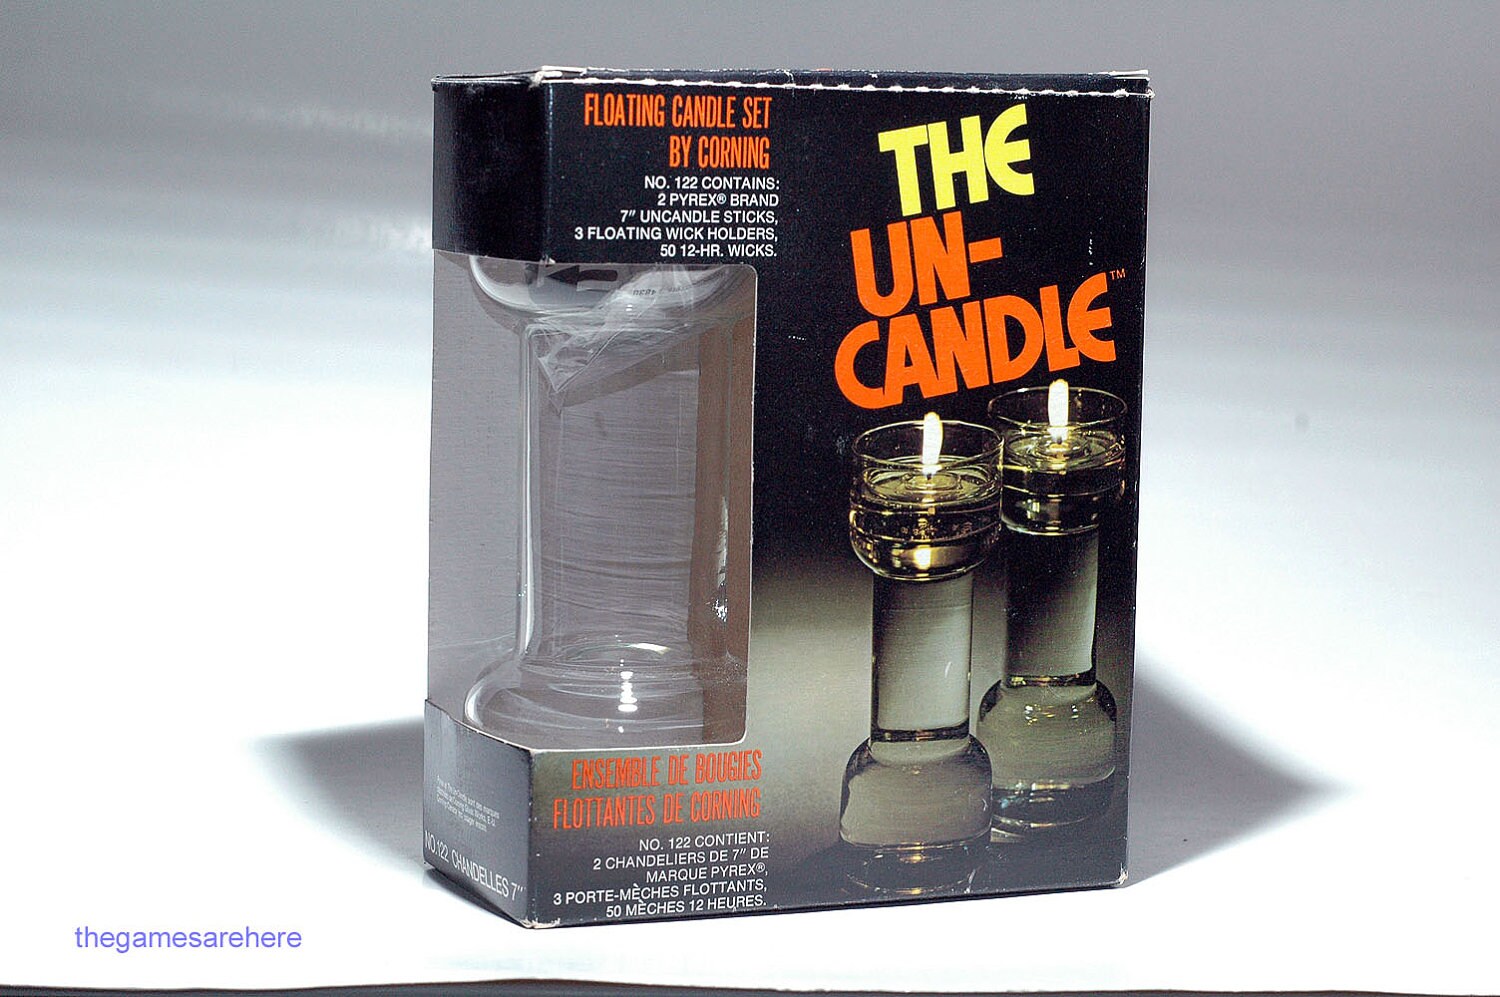 FLOATING CANDLE SET
BY CORNING
NO. 122 CONTAINS:
2 PYREX® BRAND
7" UNCANDLE STICKS,
3 FLOATING WICK HOLDERS,
50 12-HR. WICKS.
THE
UN-
CANDLE™
ENSEMBLE DE BOUGIES
FLOTTANTES DE CORNING
NO. 122 CONTIENT:
2 CHANDELIERS DE 7" DE
MARQUE PYREX®,
3 PORTE-MÈCHES FLOTTANTS,
50 MÈCHES 12 HEURES.
NO. 122 CHANDELLES 7"
thegamesarehere